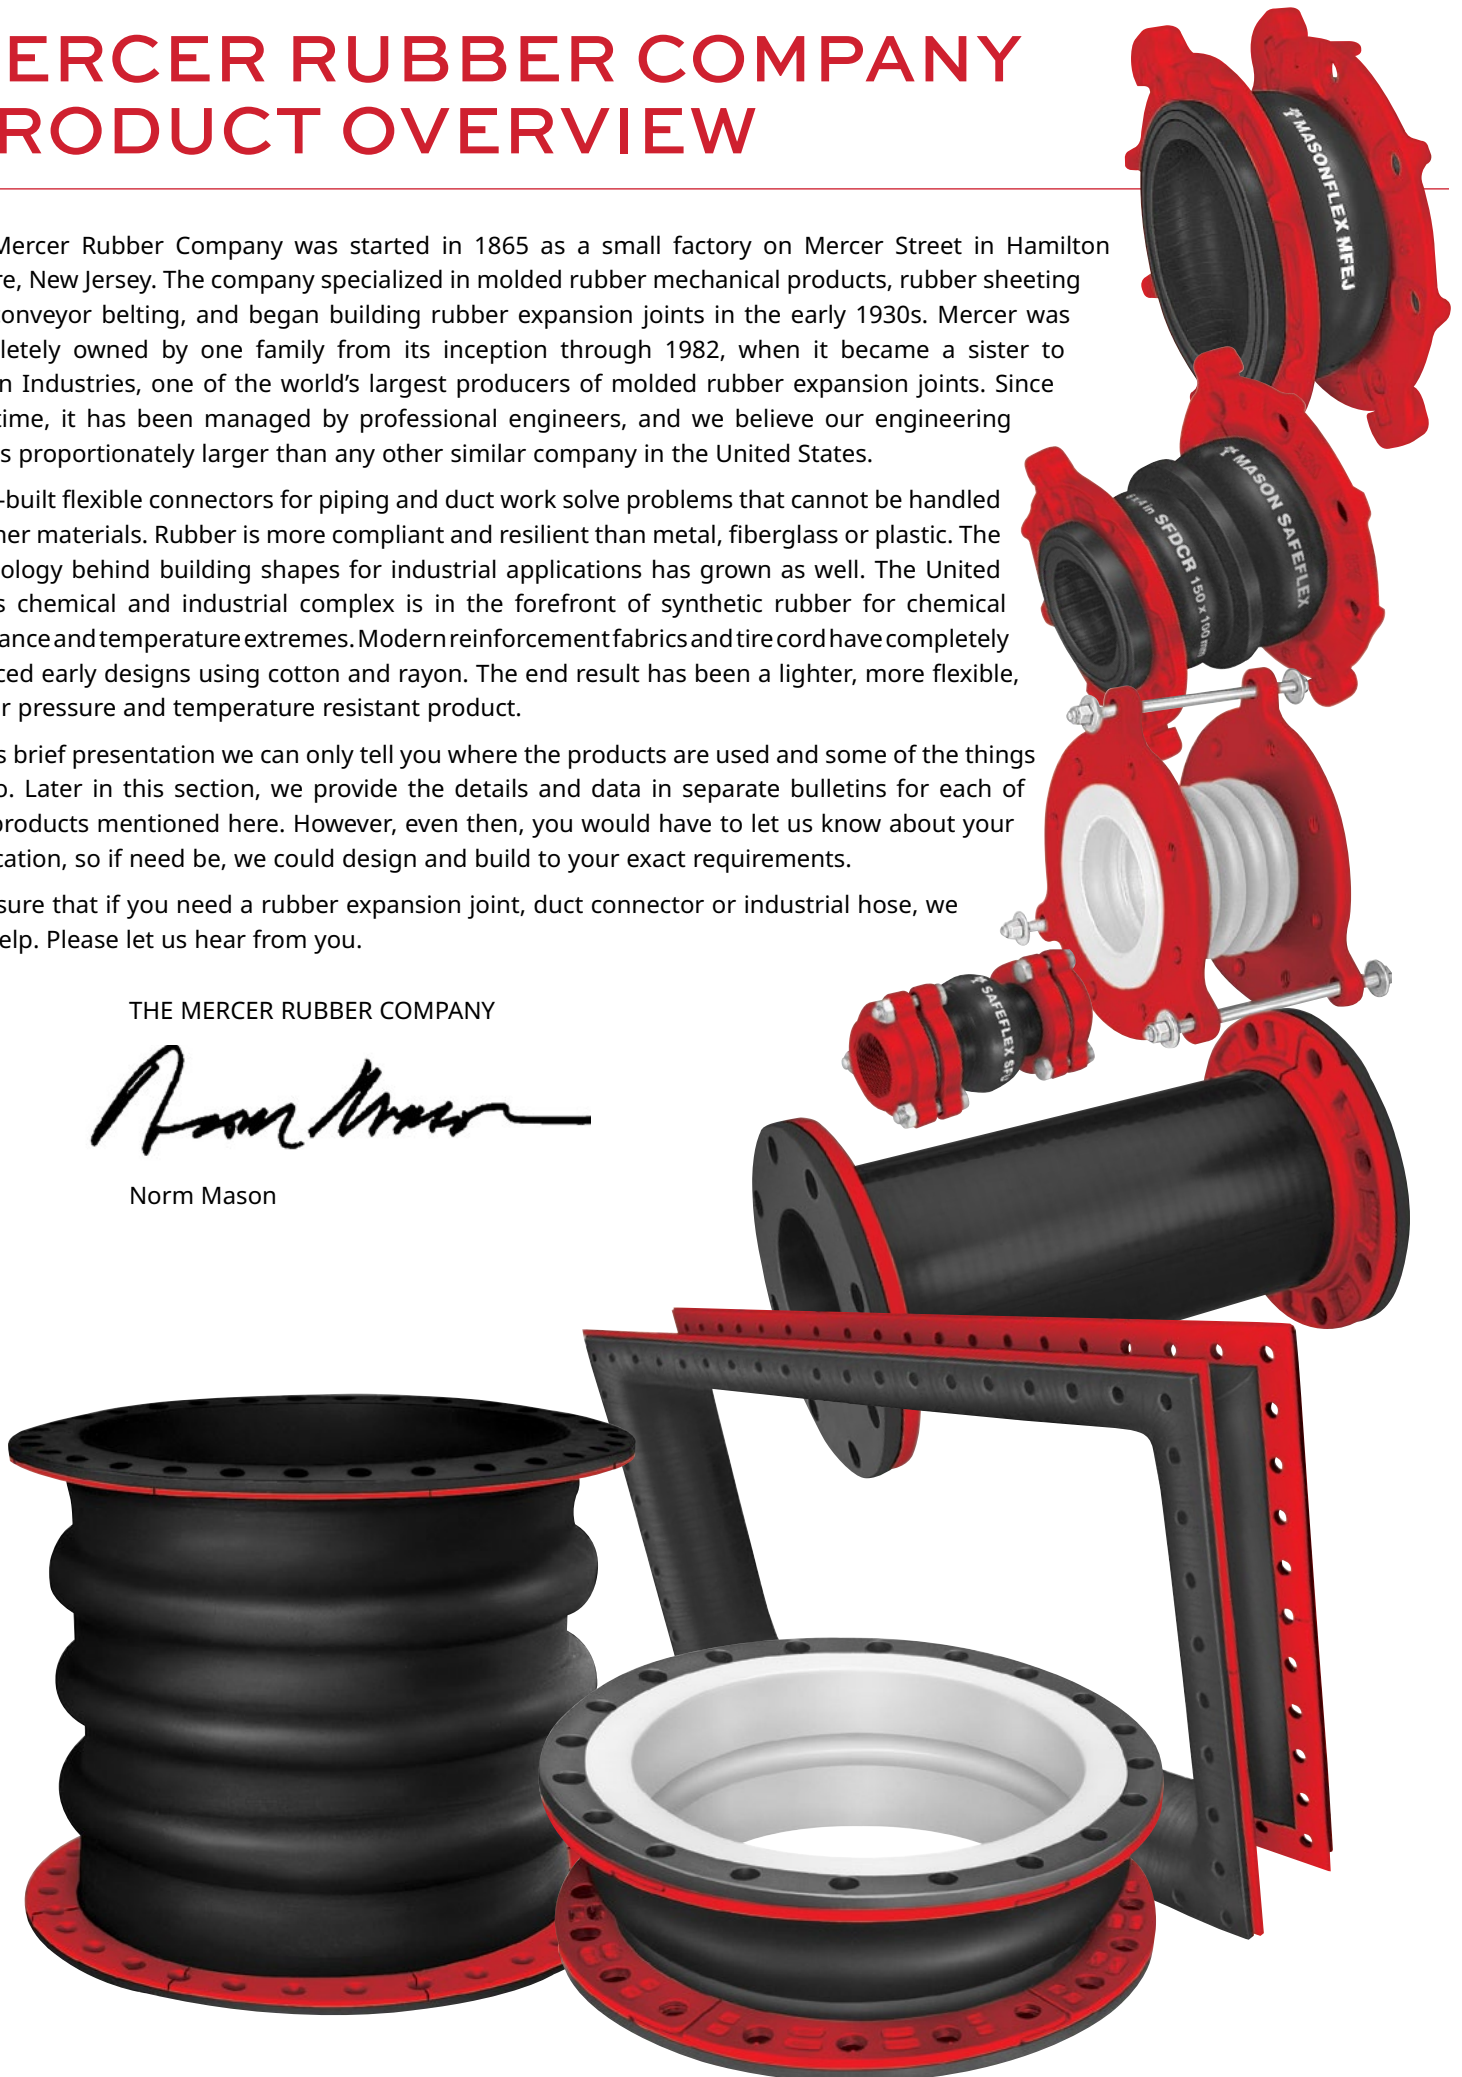 ERCER RUBBER COMPANY
RODUCT OVERVIEW
Mercer Rubber Company was started in 1865 as a small factory on Mercer Street in Hamilton
re, New Jersey. The company specialized in molded rubber mechanical products, rubber sheeting
onveyor belting, and began building rubber expansion joints in the early 1930s. Mercer was
letely owned by one family from its inception through 1982, when it became a sister to
n Industries, one of the world's largest producers of molded rubber expansion joints. Since
time, it has been managed by professional engineers, and we believe our engineering
s proportionately larger than any other similar company in the United States.
-built flexible connectors for piping and duct work solve problems that cannot be handled
her materials. Rubber is more compliant and resilient than metal, fiberglass or plastic. The
ology behind building shapes for industrial applications has grown as well. The United
s chemical and industrial complex is in the forefront of synthetic rubber for chemical
ance and temperature extremes. Modern reinforcement fabrics and tire cord have completely
ced early designs using cotton and rayon. The end result has been a lighter, more flexible,
r pressure and temperature resistant product.
s brief presentation we can only tell you where the products are used and some of the things
o. Later in this section, we provide the details and data in separate bulletins for each of
products mentioned here. However, even then, you would have to let us know about your
cation, so if need be, we could design and build to your exact requirements.
sure that if you need a rubber expansion joint, duct connector or industrial hose, we
elp. Please let us hear from you.
THE MERCER RUBBER COMPANY
Norm Mason
Norm Mason
MASONFLEX MFEJ
MASON SAFEFLEX
6 x 4 in SFDCR 150 x 100 mm
SAFEFLEX SFU